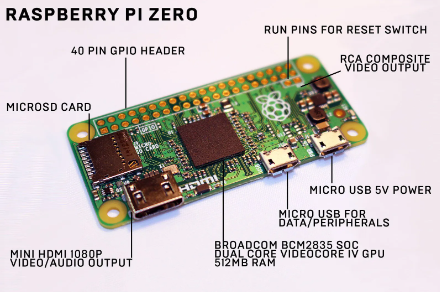 RASPBERRY PI ZERO
RUN PINS FOR RESET SWITCH
40 PIN GPIO HEADER
RCA COMPOSITE
VIDEO OUTPUT
MICROSD CARD
GPIO
HDMI
MICRO USB 5V POWER
MICRO USB FOR
DATA/PERIPHERALS
MINI HDMI 1080P
VIDEO/AUDIO OUTPUT
BROADCOM BCM2835 SOC
DUAL CORE VIDEOCORE IV GPU
512MB RAM